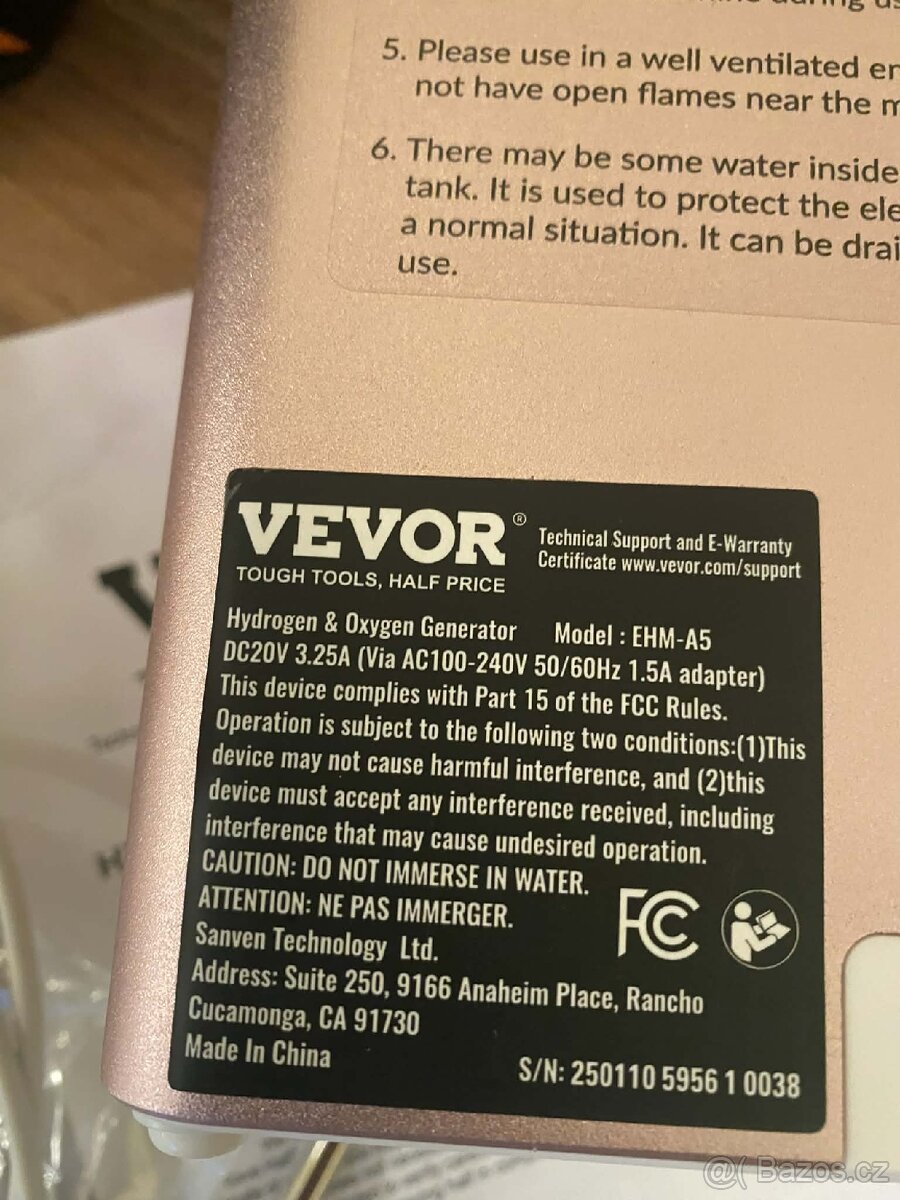 5. Please use in a well ventilated
not have open flames near the
6. There may be some water inside
tank. It is used to protect the
a normal situation. It can be
use.
VEVOR®
TOUGH TOOLS, HALF PRICE
Technical Support and E-Warranty
Certificate www.vevor.com/support
Hydrogen & Oxygen Generator Model : EHM-A5
DC20V 3.25A (Via AC100-240V 50/60Hz 1.5A adapter)
This device complies with Part 15 of the FCC Rules.
Operation is subject to the following two conditions:(1)This
device may not cause harmful interference, and (2)this
device must accept any interference received, including
interference that may cause undesired operation.
CAUTION: DO NOT IMMERSE IN WATER.
ATTENTION: NE PAS IMMERGER.
FC
Sanven Technology Ltd.
Address: Suite 250, 9166 Anaheim Place, Rancho
Cucamonga, CA 91730
Made In China
S/N: 250110 5956 1 0038
@( Bazos.cz